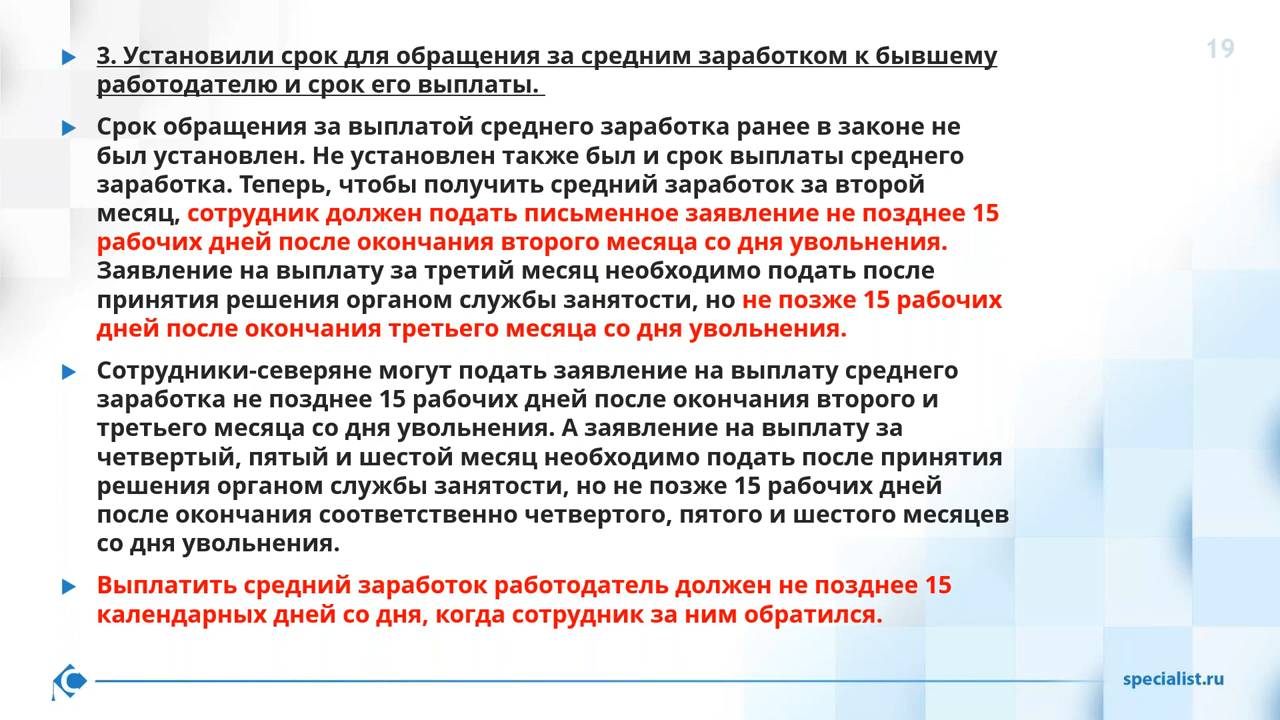 19
3. Установили срок для обращения за средним заработком к бывшему
работодателю и срок его выплаты.
Срок обращения за выплатой среднего заработка ранее в законе не
был установлен. Не установлен также был и срок выплаты среднего
заработка. Теперь, чтобы получить средний заработок за второй
месяц, сотрудник должен подать письменное заявление не позднее 15
рабочих дней после окончания второго месяца со дня увольнения.
Заявление на выплату за третий месяц необходимо подать после
принятия решения органом службы занятости, но не позже 15 рабочих
дней после окончания третьего месяца со дня увольнения.
Сотрудники-северяне могут подать заявление на выплату среднего
заработка не позднее 15 рабочих дней после окончания второго и
третьего месяца со дня увольнения. А заявление на выплату за
четвертый, пятый и шестой месяц необходимо подать после принятия
решения органом службы занятости, но не позже 15 рабочих дней
после окончания соответственно четвертого, пятого и шестого месяцев
со дня увольнения.
Выплатить средний заработок работодатель должен не позднее 15
календарных дней со дня, когда сотрудник за ним обратился.
specialist.ru